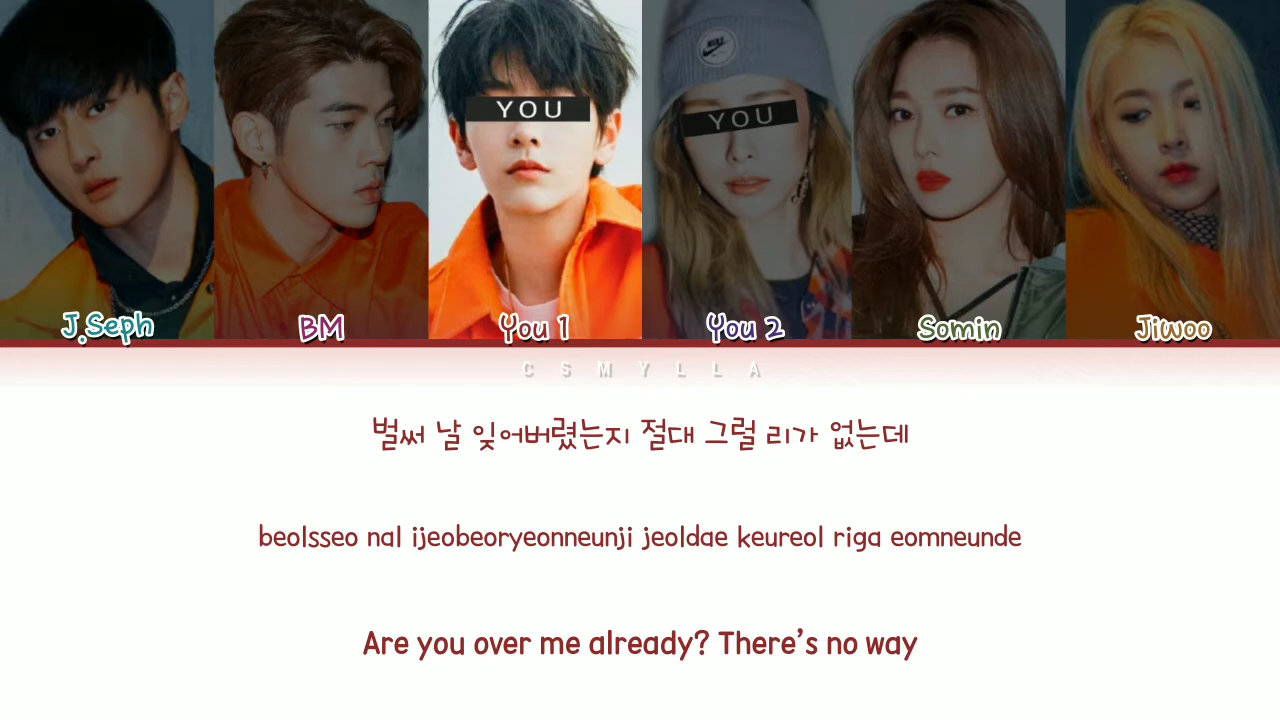 NIKE
YOU
YOU
J.Seph
BM
You 1
You 2
Somin
Jiwoo
CSMYLLA
벌써 날 잊어버렸는지 절대 그럴 리가 없는데
beolsseo nal ijeobeoryeonneunji jeoldae keureol riga eomneunde
Are you over me already? There's no way